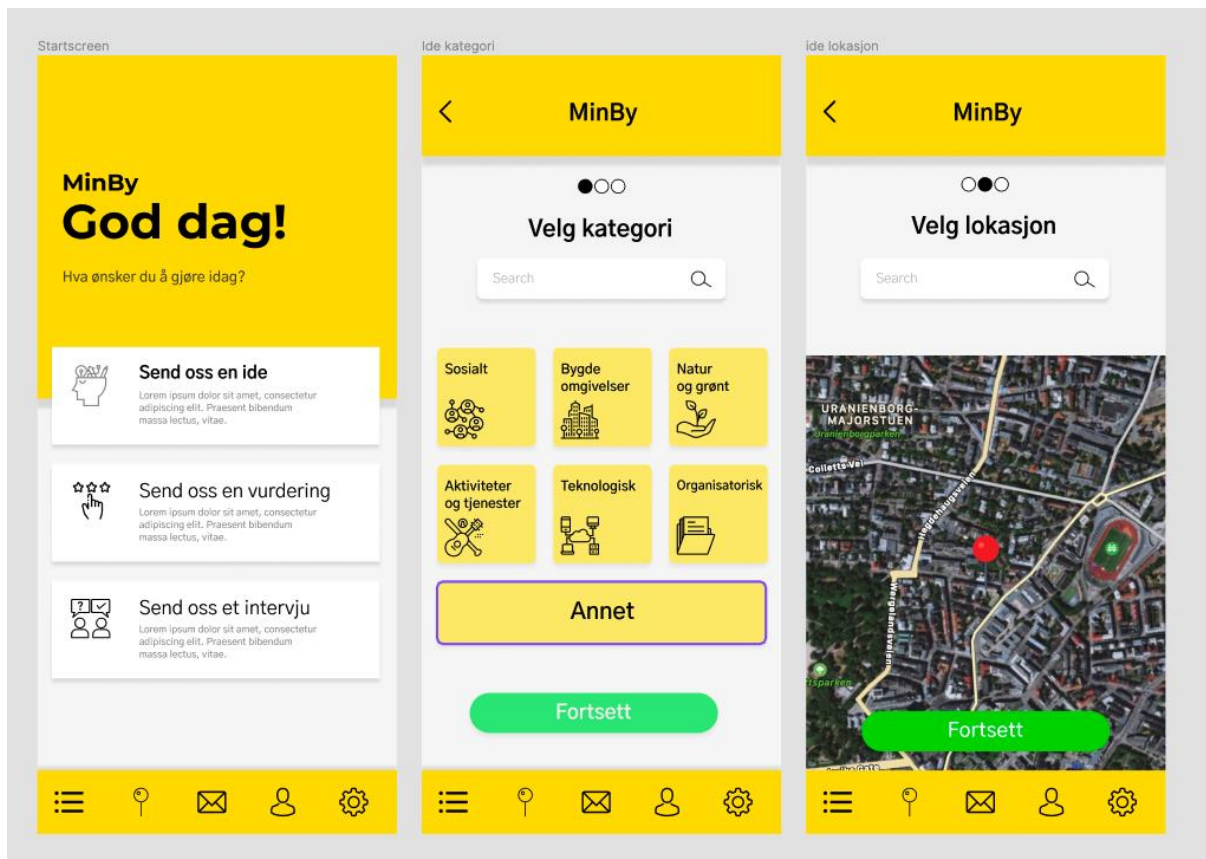 Startscreen
MinBy
God dag!
Hva ønsker du å gjøre idag?
Send oss en ide
Lorem ipsum dolor sit amet, consectetur
adipiscing elit. Praesent bibendum
massa lectus, vitae.
Send oss en vurdering
Lorem ipsum dolor sit amet, consectetur
adipiscing elit. Praesent bibendum
massa lectus, vitae.
Send oss et intervju
Lorem ipsum dolor sit amet, consectetur
adipiscing elit. Praesent bibendum
massa lectus, vitae.
Ide kategori
MinBy
Velg kategori
Search
Sosialt
Bygde
omgivelser
Natur
og grønt
Aktiviteter
og tjenester
Teknologisk
Organisatorisk
Annet
Fortsett
ide lokasjon
MinBy
Velg lokasjon
Search
URANIENBORG-
MAJORSTUEN
Uranienborgparken
Colletts Vei
Hegdehaugsveien
Wergelandsveien
tsparken
Fortsett